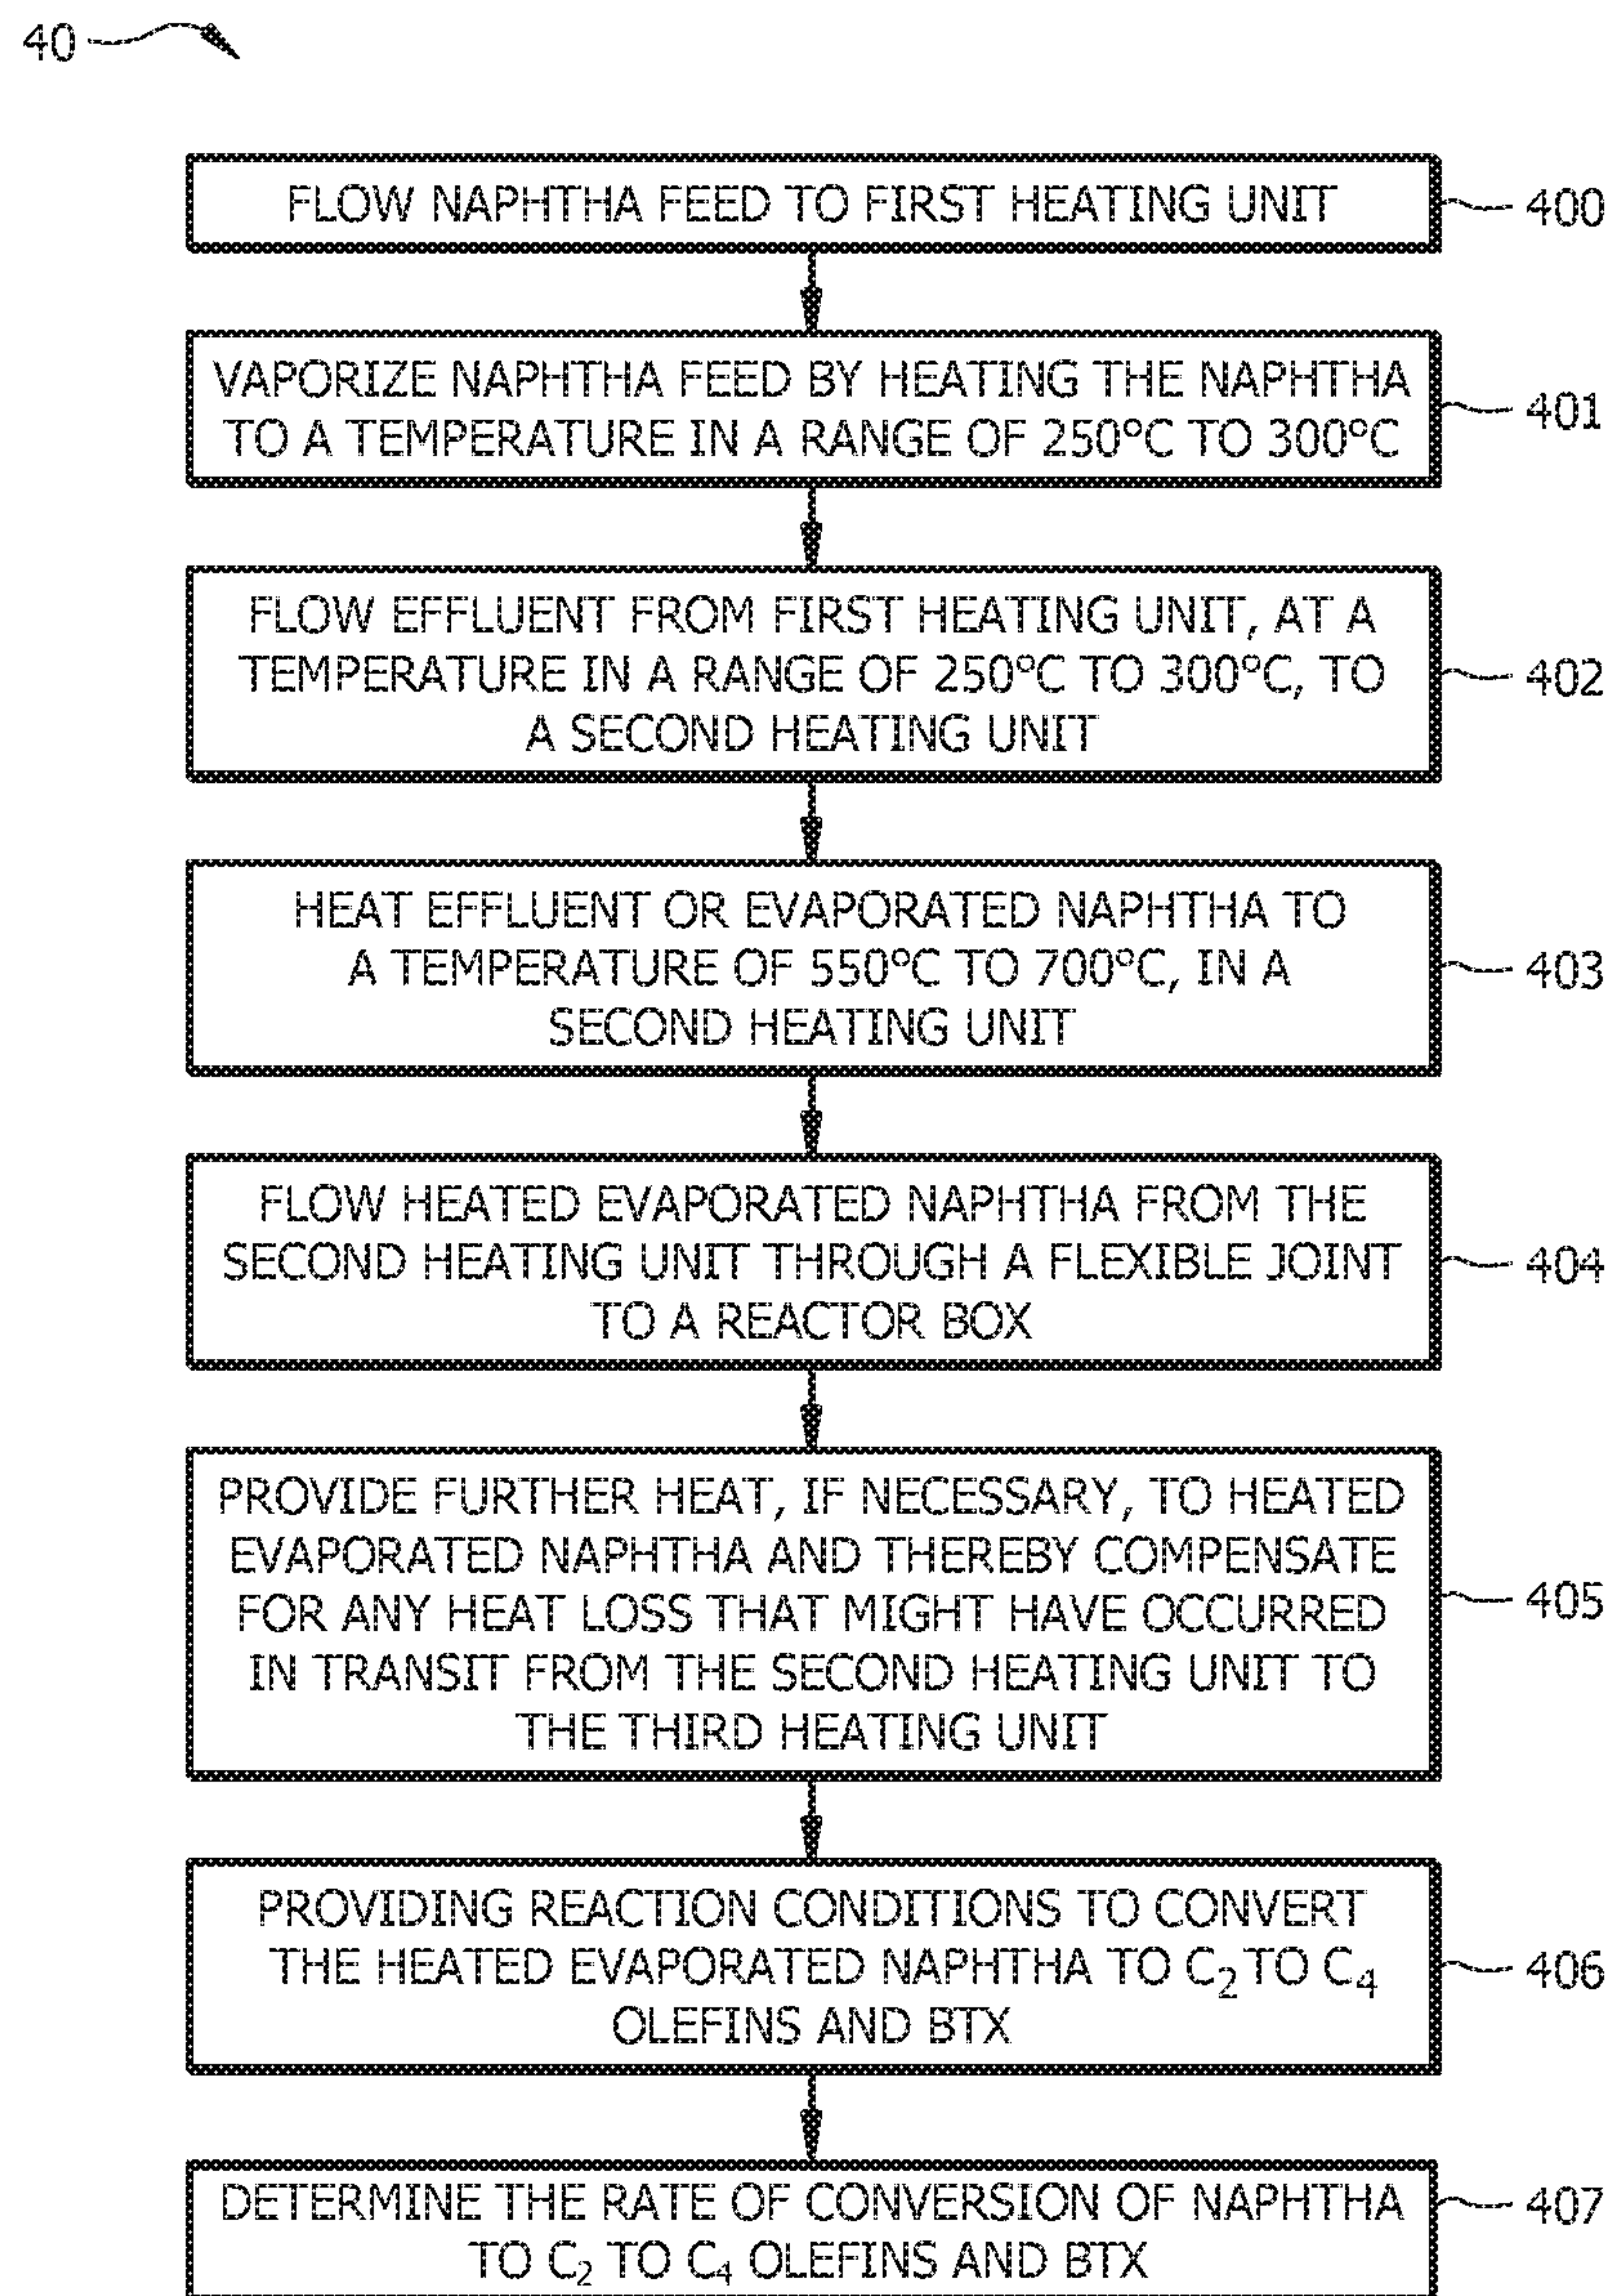 40
FLOW NAPHTHA FEED TO FIRST HEATING UNIT
400
VAPORIZE NAPHTHA FEED BY HEATING THE NAPHTHA
TO A TEMPERATURE IN A RANGE OF 250°C TO 300°C
401
FLOW EFFLUENT FROM FIRST HEATING UNIT, AT A
TEMPERATURE IN A RANGE OF 250°C TO 300°C, TO
A SECOND HEATING UNIT
402
HEAT EFFLUENT OR EVAPORATED NAPHTHA TO
A TEMPERATURE OF 550°C TO 700°C, IN A
SECOND HEATING UNIT
403
FLOW HEATED EVAPORATED NAPHTHA FROM THE
SECOND HEATING UNIT THROUGH A FLEXIBLE JOINT
TO A REACTOR BOX
404
PROVIDE FURTHER HEAT, IF NECESSARY, TO HEATED
EVAPORATED NAPHTHA AND THEREBY COMPENSATE
FOR ANY HEAT LOSS THAT MIGHT HAVE OCCURRED
IN TRANSIT FROM THE SECOND HEATING UNIT TO
THE THIRD HEATING UNIT
405
PROVIDING REACTION CONDITIONS TO CONVERT
THE HEATED EVAPORATED NAPHTHA TO C₂ TO C₄
OLEFINS AND BTX
406
DETERMINE THE RATE OF CONVERSION OF NAPHTHA
TO C₂ TO C₄ OLEFINS AND BTX
407